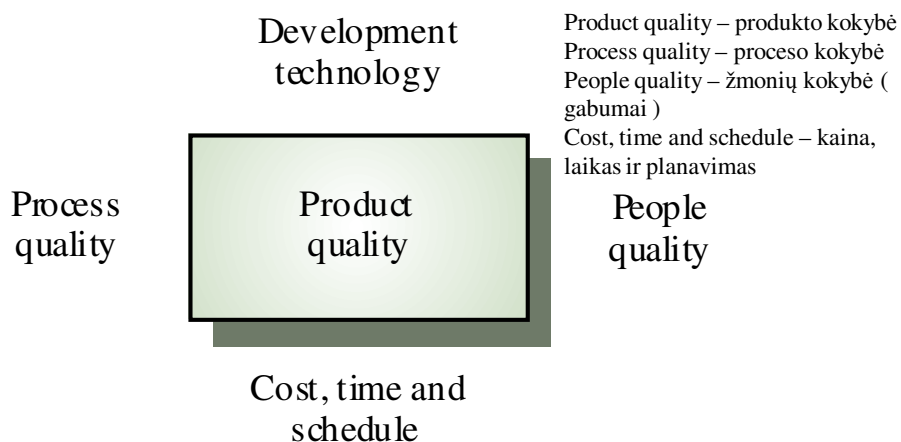 Development
technology
Product quality – produkto kokybė
Process quality – proceso kokybė
People quality – žmonių kokybė (
gabumai )
Cost, time and schedule – kaina,
laikas ir planavimas
Process
quality
Product
quality
People
quality
Cost, time and
schedule